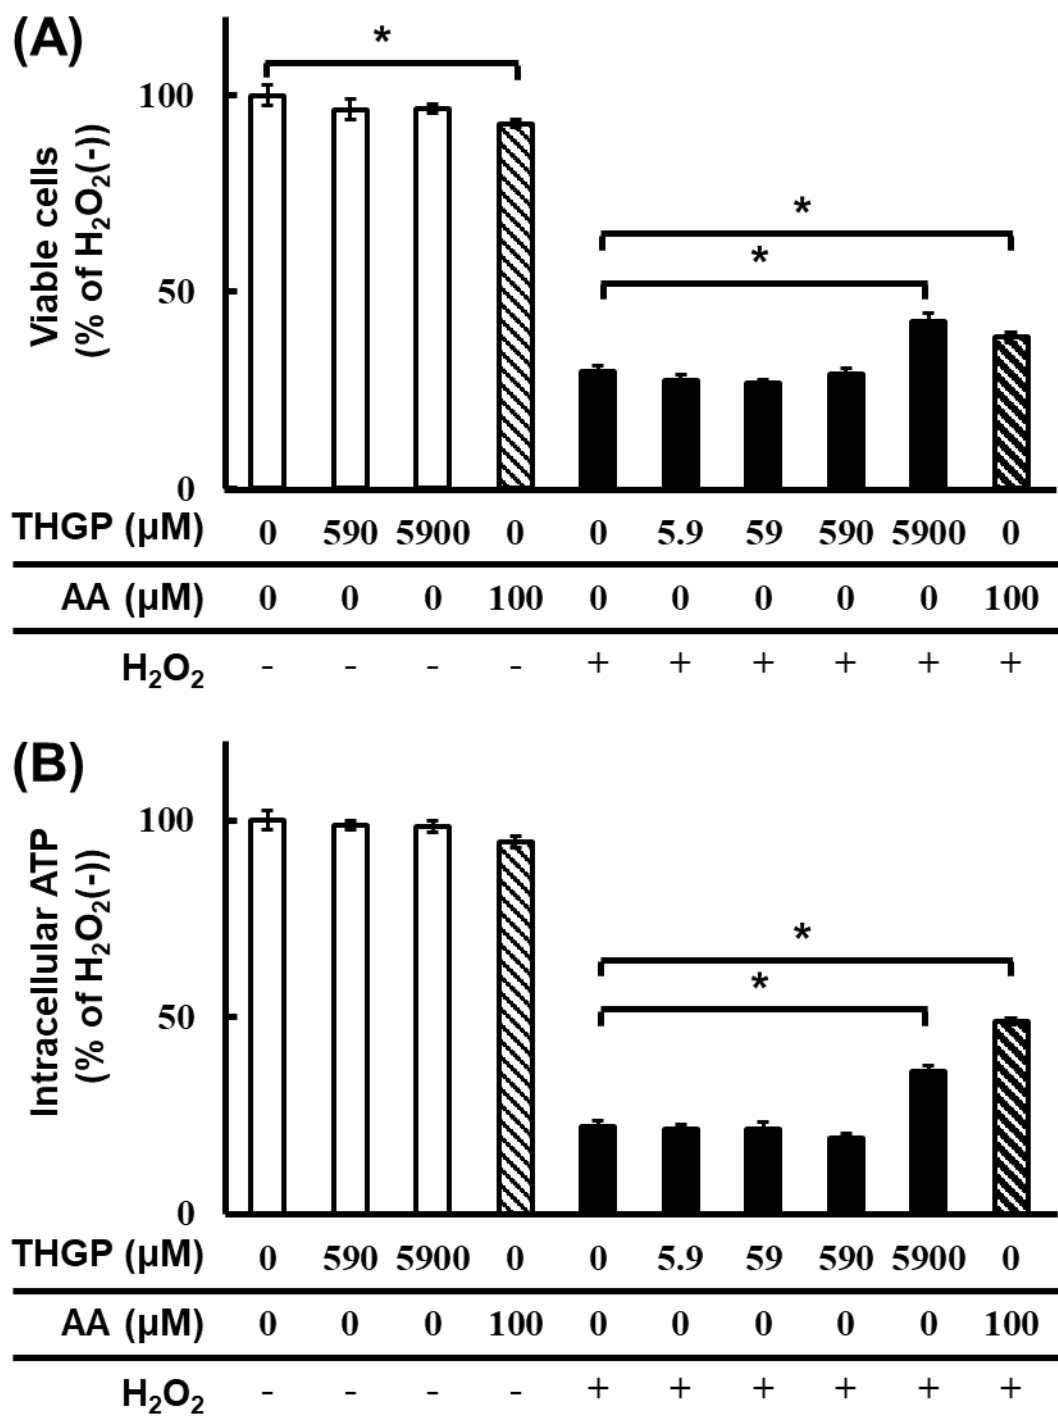 (A)
*
*
*
Viable cells
(% of H₂O₂(-))
100
50
0
THGP (μM) 0 590 5900 0 0 5.9 59 590 5900 0
AA (μM) 0 0 0 100 0 0 0 0 0 100
H₂O₂ - - - - + + + + + +
(B)
*
*
Intracellular ATP
(% of H₂O₂(-))
100
50
0
THGP (μM) 0 590 5900 0 0 5.9 59 590 5900 0
AA (μM) 0 0 0 100 0 0 0 0 0 100
H₂O₂ - - - - + + + + + +